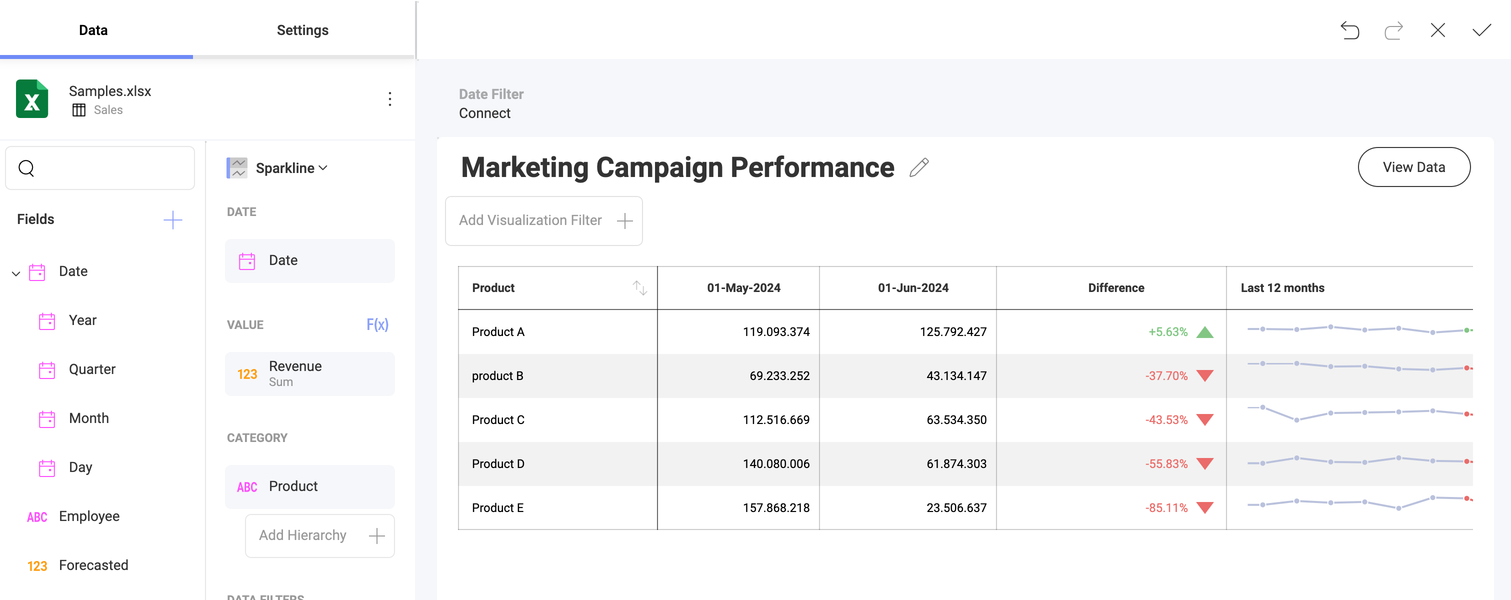 Data
Settings
Samples.xlsx
Sales
Fields
Date
Year
Quarter
Month
Day
ABC Employee
123 Forecasted
Sparkline
DATE
Date
VALUE F(x)
123 Revenue
Sum
CATEGORY
ABC Product
Add Hierarchy
DATA FILTERS
Date Filter
Connect
Marketing Campaign Performance
View Data
Add Visualization Filter
Product 01-May-2024 01-Jun-2024 Difference Last 12 months
Product A 119.093.374 125.792.427 +5.63%
product B 69.233.252 43.134.147 -37.70%
Product C 112.516.669 63.534.350 -43.53%
Product D 140.080.006 61.874.303 -55.83%
Product E 157.868.218 23.506.637 -85.11%